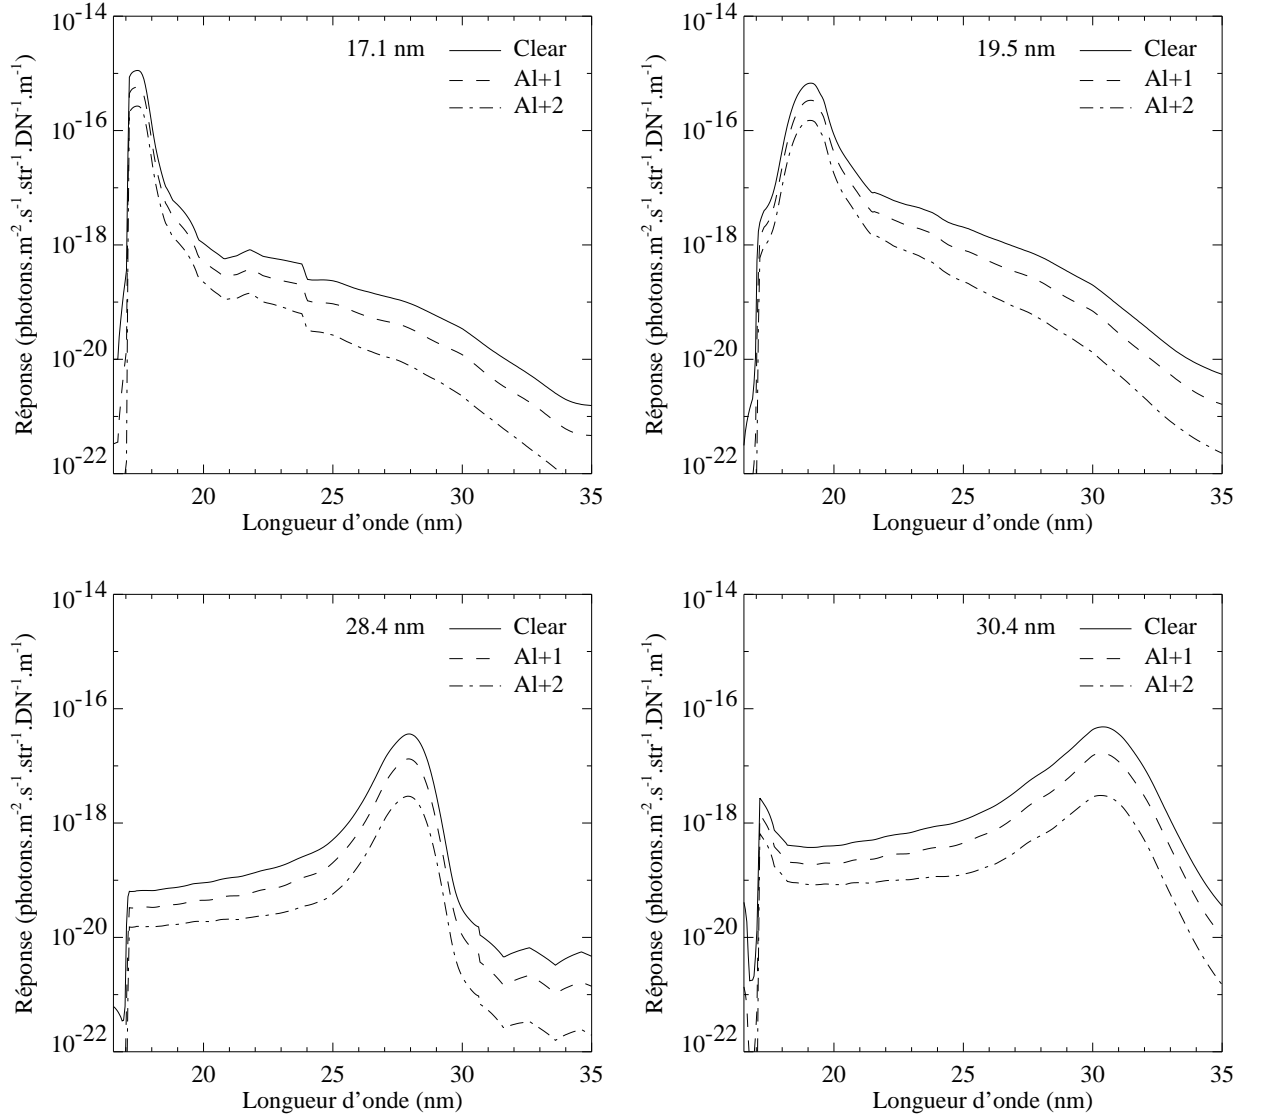 10^-14
10^-16
10^-18
10^-20
10^-22
Réponse (photons.m^-2.s^-1.str^-1.DN^-1.m^-1)
17.1 nm
Clear
Al+1
Al+2
20 25 30 35
Longueur d’onde (nm)
10^-14
10^-16
10^-18
10^-20
10^-22
Réponse (photons.m^-2.s^-1.str^-1.DN^-1.m^-1)
19.5 nm
Clear
Al+1
Al+2
20 25 30 35
Longueur d’onde (nm)
10^-14
10^-16
10^-18
10^-20
10^-22
Réponse (photons.m^-2.s^-1.str^-1.DN^-1.m^-1)
28.4 nm
Clear
Al+1
Al+2
20 25 30 35
Longueur d’onde (nm)
10^-14
10^-16
10^-18
10^-20
10^-22
Réponse (photons.m^-2.s^-1.str^-1.DN^-1.m^-1)
30.4 nm
Clear
Al+1
Al+2
20 25 30 35
Longueur d’onde (nm)